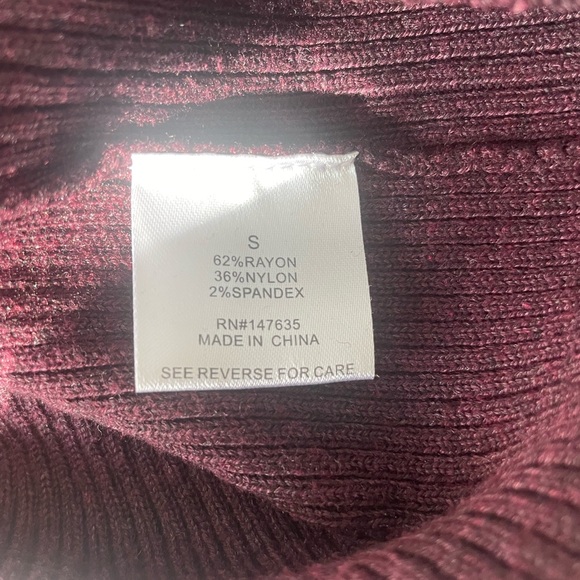 S
62%RAYON
36%NYLON
2%SPANDEX
RN#147635
MADE IN CHINA
SEE REVERSE FOR CARE